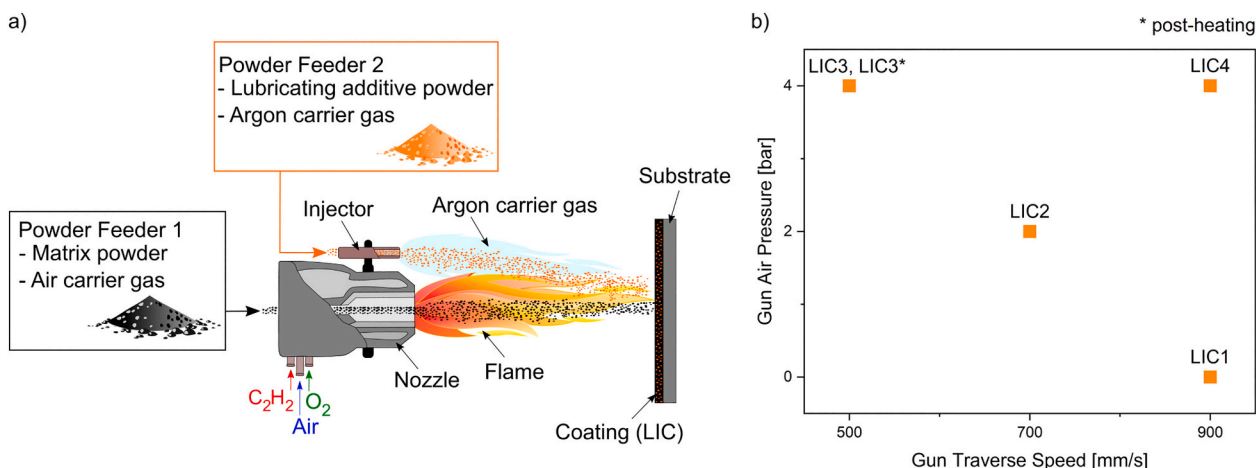 a)
Powder Feeder 2
- Lubricating additive powder
- Argon carrier gas
Powder Feeder 1
- Matrix powder
- Air carrier gas
Injector
Argon carrier gas
Substrate
Nozzle
Flame
C₂H₂
O₂
Air
Coating (LIC)
b)
* post-heating
LIC3, LIC3*
LIC4
LIC2
LIC1
4
2
0
Gun Air Pressure [bar]
500
700
900
Gun Traverse Speed [mm/s]